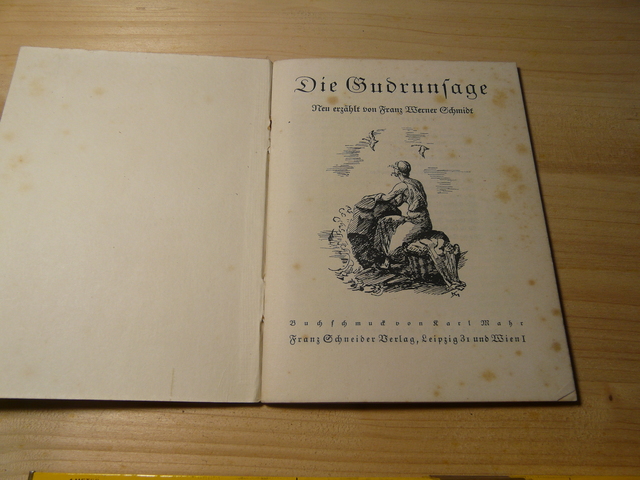 Die Gudrunſage
Neu erzählt von Franz Werner Schmidt
Buchſchmuck von Karl Mahr
Franz Schneider Verlag, Leipzig 31 und Wien I